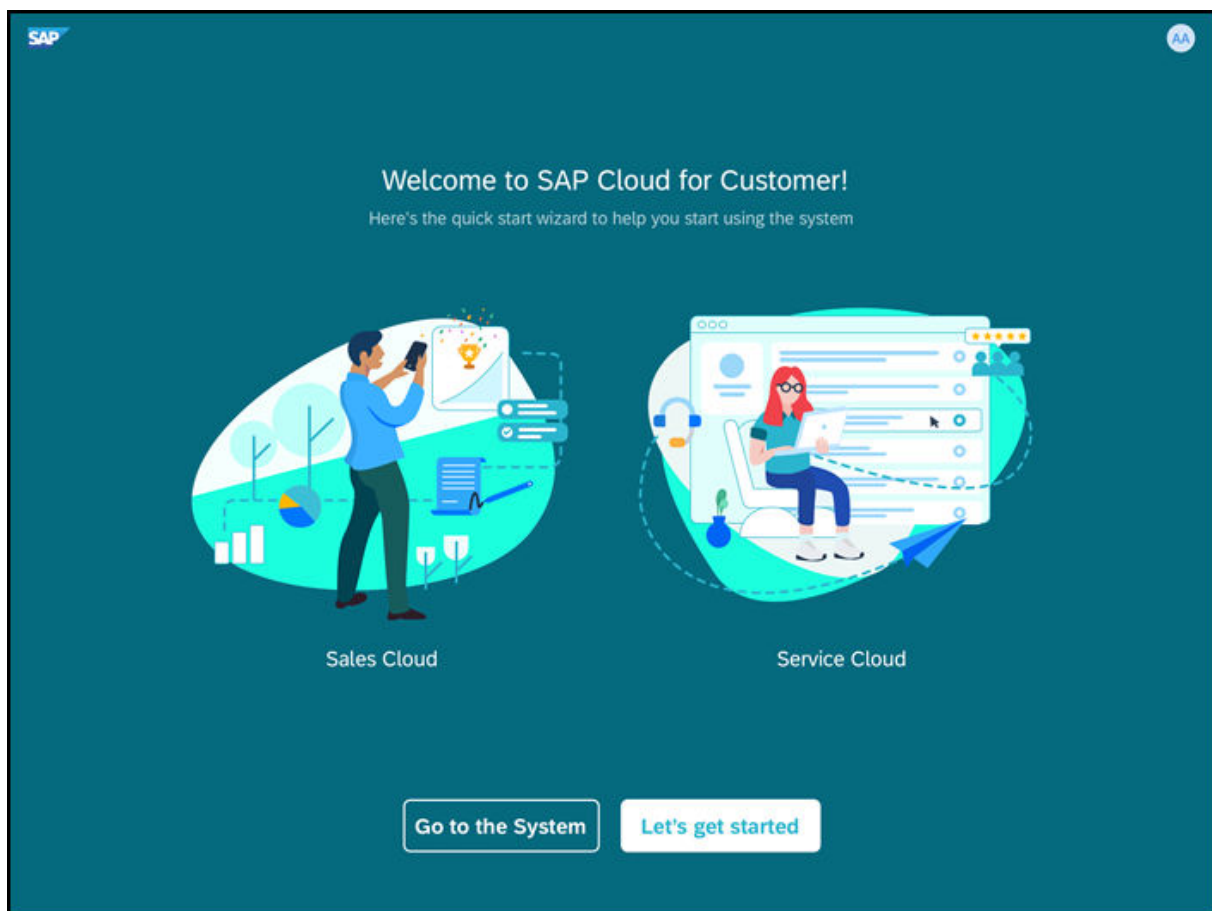 SAP
AA
Welcome to SAP Cloud for Customer!
Here's the quick start wizard to help you start using the system
Sales Cloud
Service Cloud
Go to the System
Let's get started